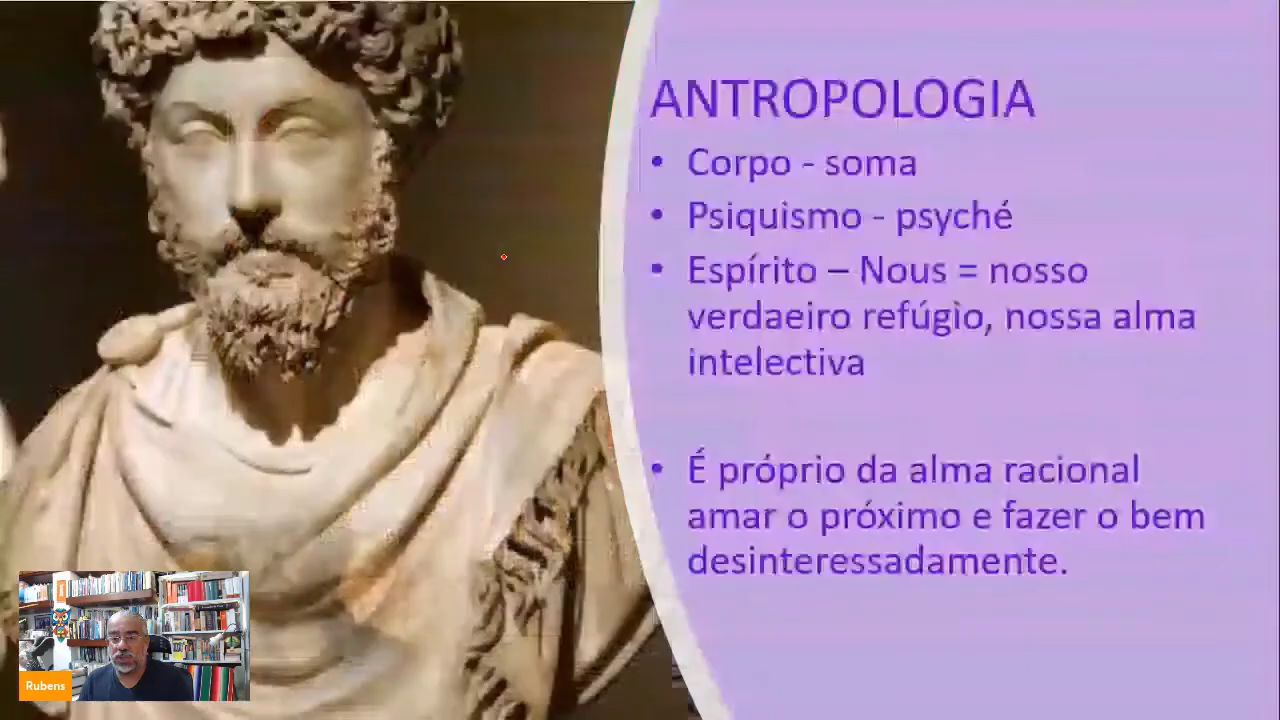 ANTROPOLOGIA
• Corpo - soma
• Psiquismo - psyché
• Espírito – Nous = nosso
verdaeiro refúgio, nossa alma
intelectiva
• É próprio da alma racional
amar o próximo e fazer o bem
desinteressadamente.
Rubens